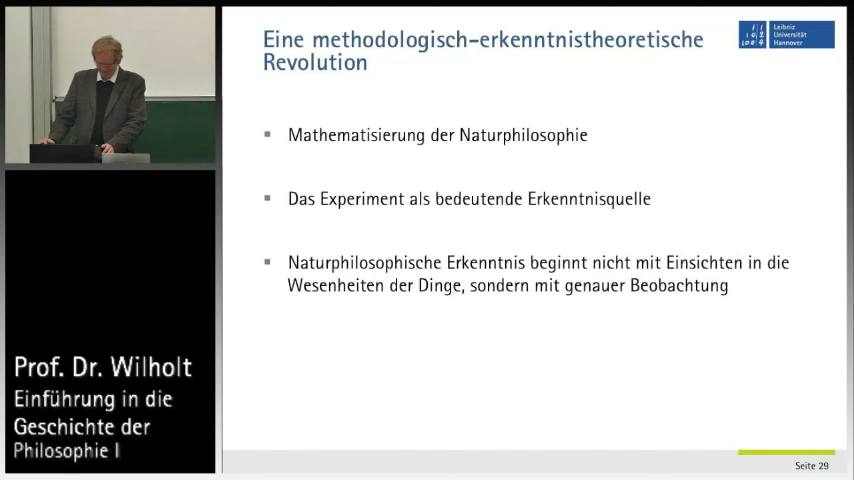 Eine methodologisch-erkenntnistheoretische
Revolution
Leibniz
Universität
Hannover
Mathematisierung der Naturphilosophie
Das Experiment als bedeutende Erkenntnisquelle
Naturphilosophische Erkenntnis beginnt nicht mit Einsichten in die
Wesenheiten der Dinge, sondern mit genauer Beobachtung
Prof. Dr. Wilholt
Einführung in die
Geschichte der
Philosophie I
Seite 29